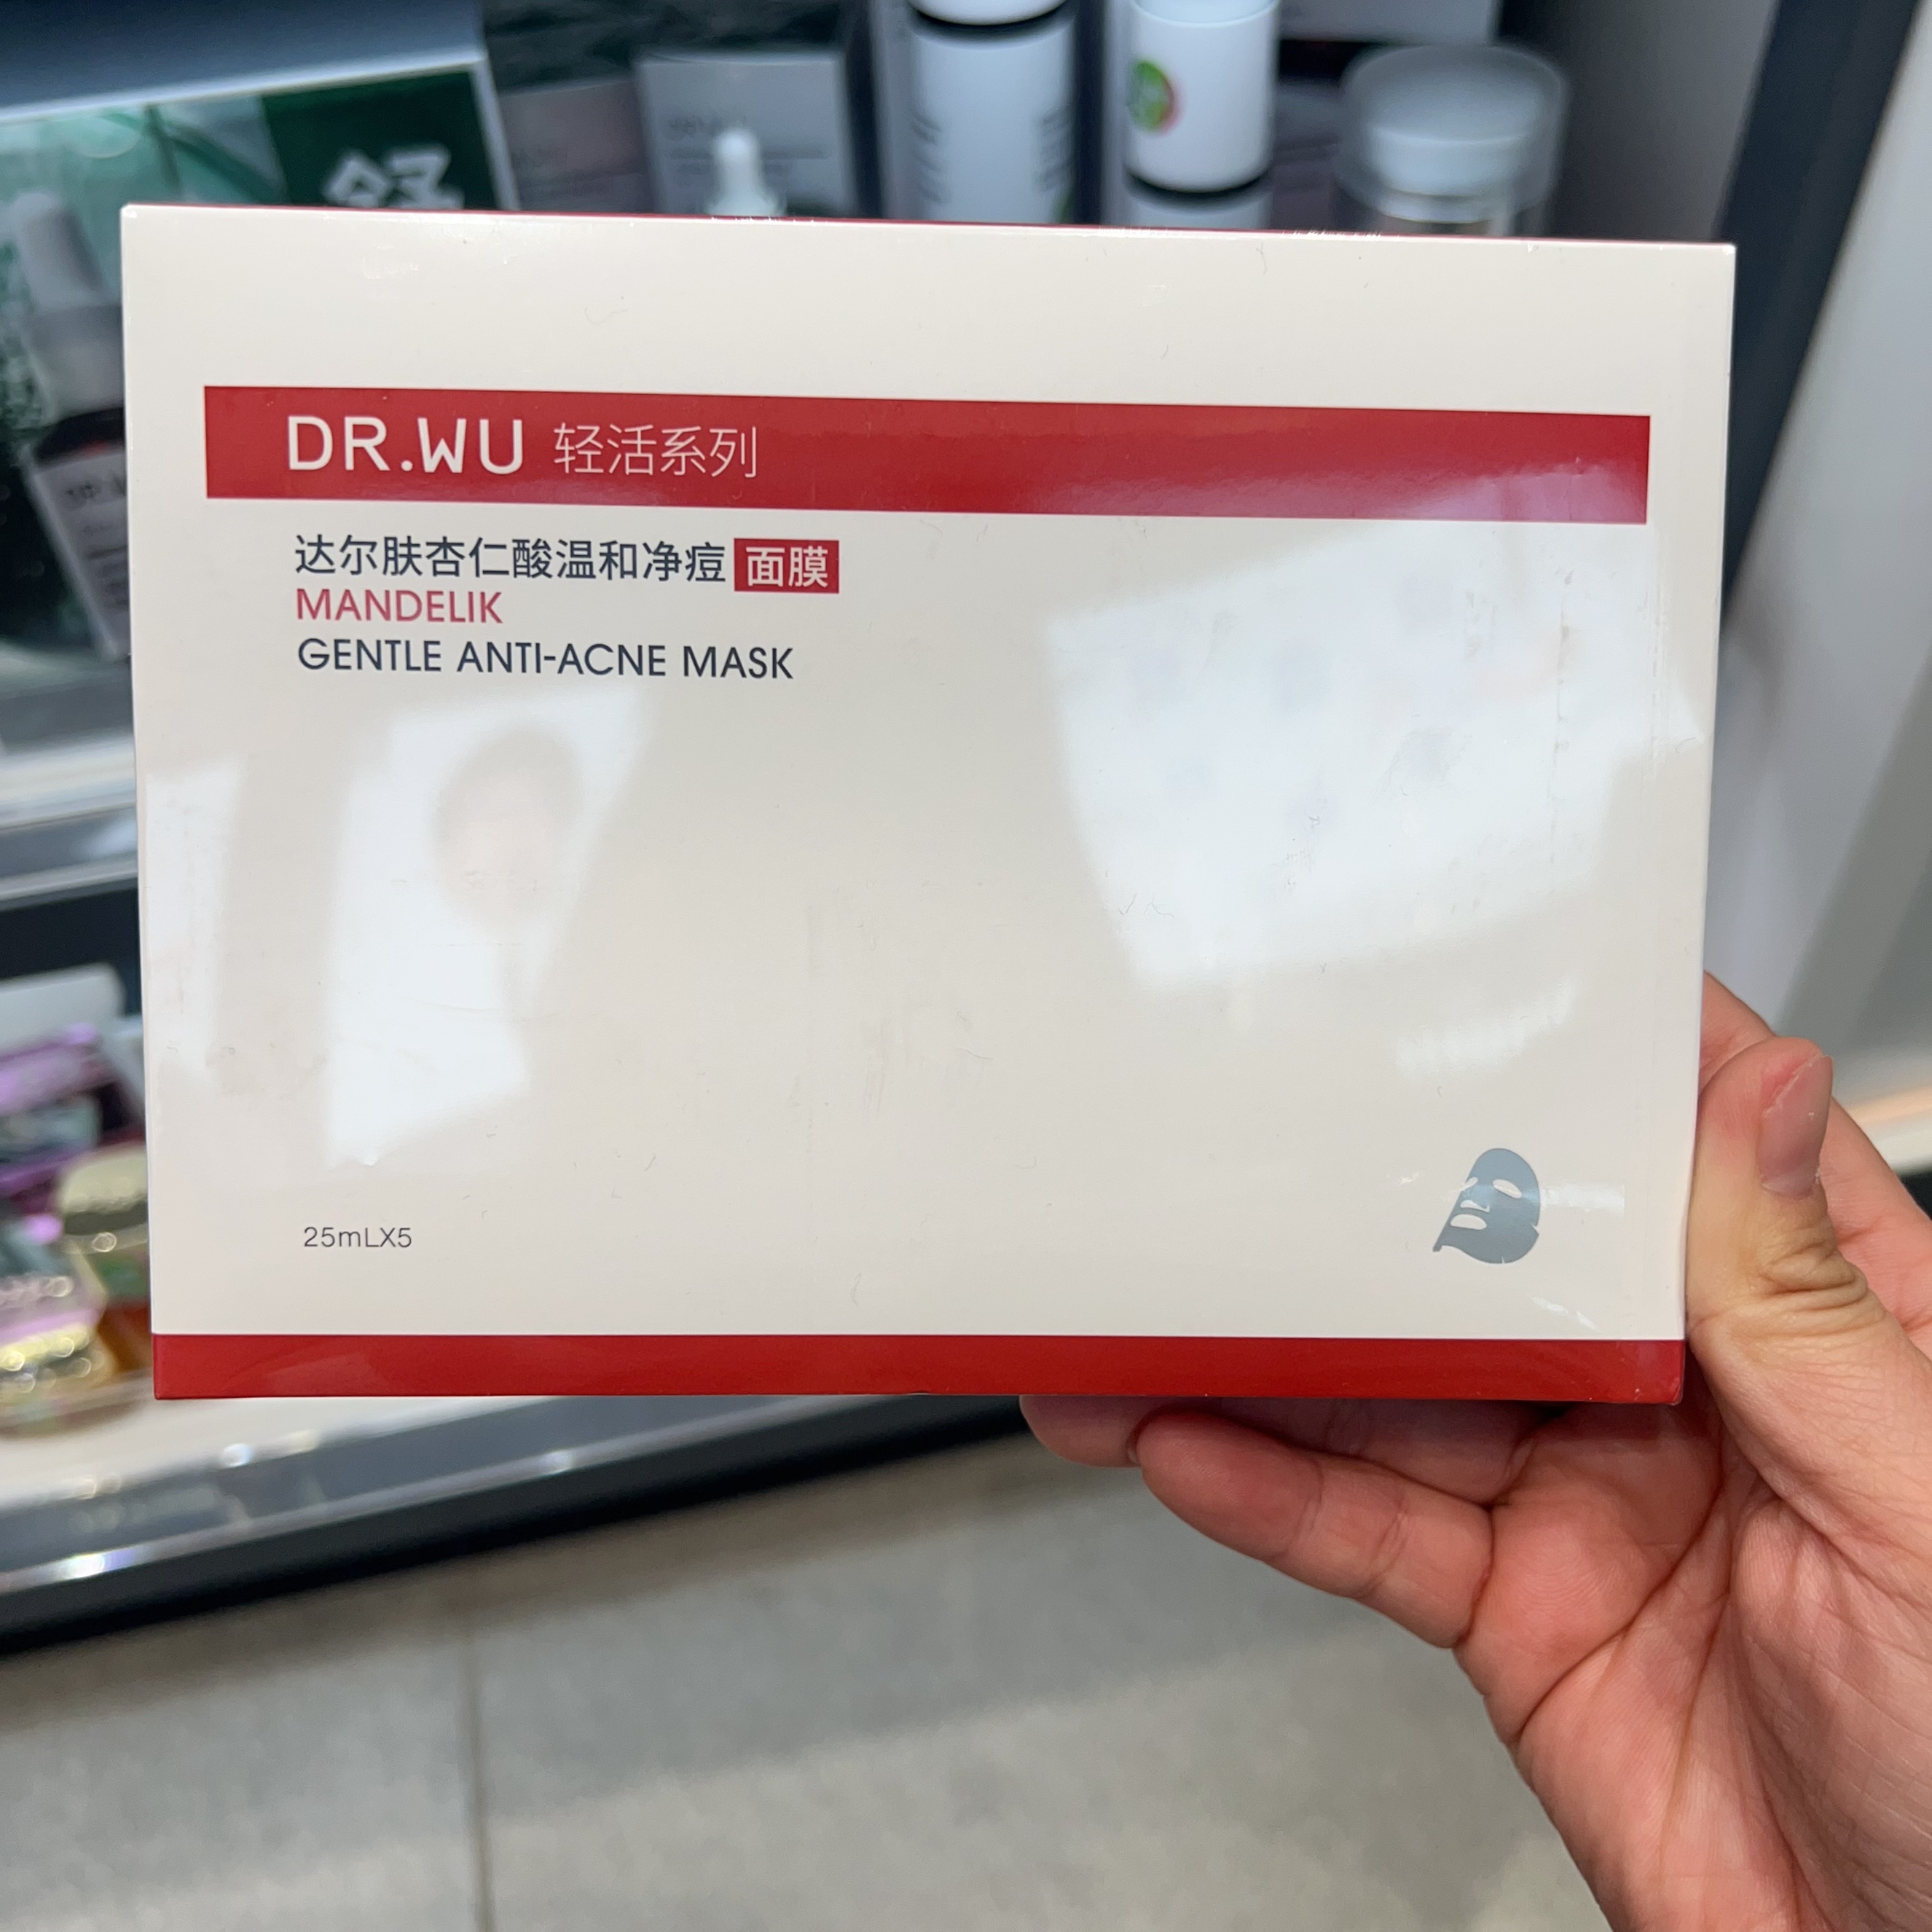 DR.WU 轻活系列
达尔肤杏仁酸温和净痘 面膜
MANDELIK
GENTLE ANTI-ACNE MASK
25mLX5